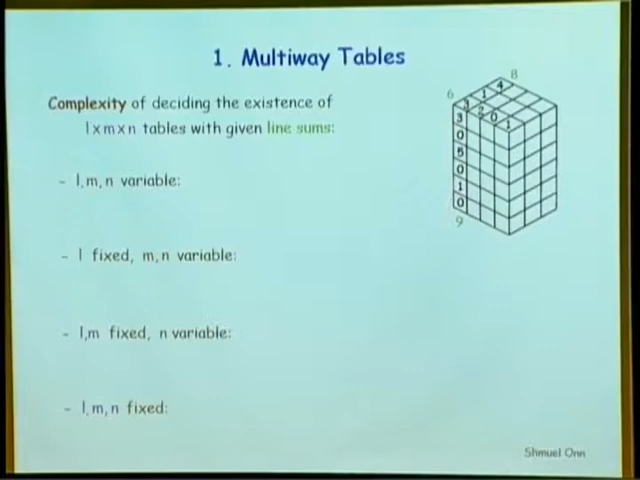 1. Multiway Tables
Complexity of deciding the existence of
l x m x n tables with given line sums:
- l, m, n variable:
- l fixed, m, n variable:
- l, m fixed, n variable:
- l, m, n fixed:
8
6
4
1
3
2
0
1
3
0
5
0
1
0
9
Shmuel Onn